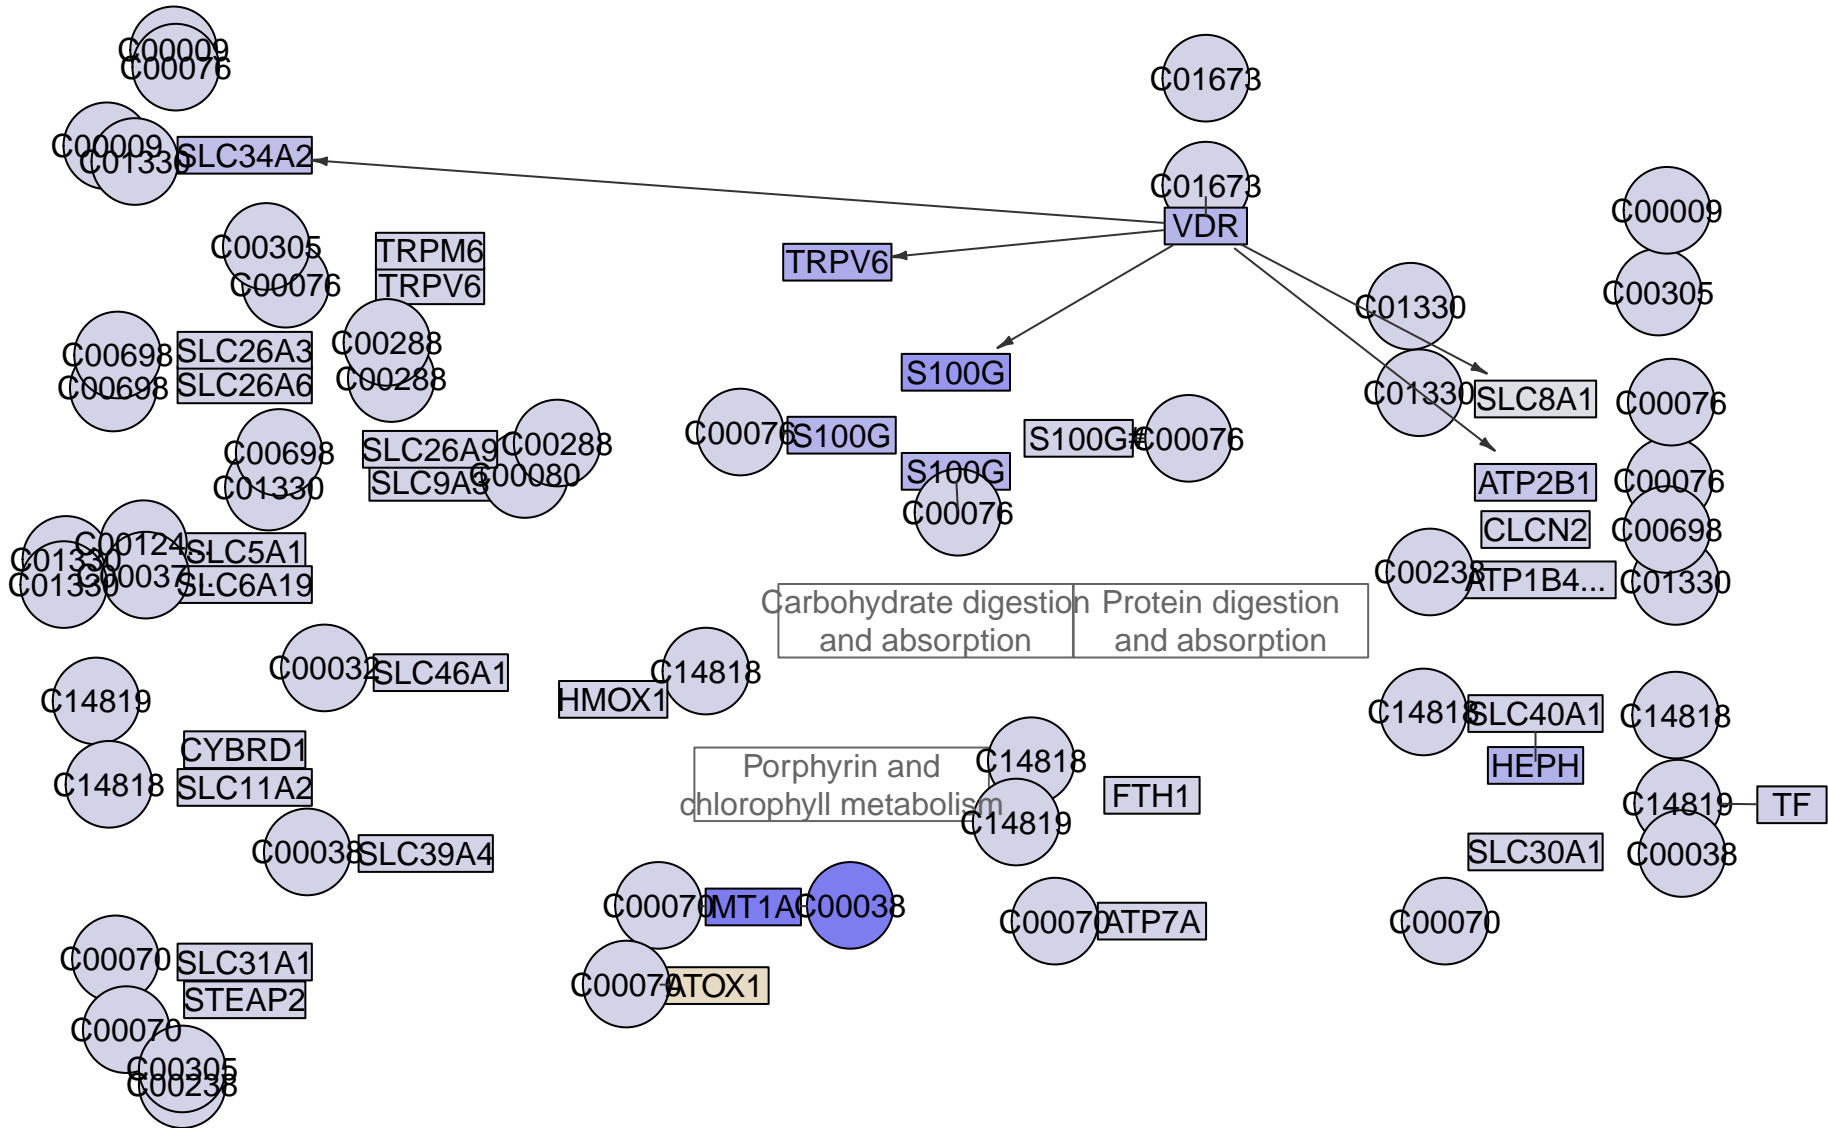 C00009
C00076
C01673
C00009
C01330
SLC34A2
C01673
VDR
C00009
C00305
C00076
TRPM6
TRPV6
TRPV6
C01330
C00305
C00698
C00698
SLC26A3
SLC26A6
C00288
C00288
S100G
C01330
SLC8A1
C00076
C00698
C01330
SLC26A9
SLC9A3
C00288
C00080
C00076
S100G
S100G
C00076
S100G#
C00076
ATP2B1
C00076
CLCN2
C00698
C01330
C01330
C00124...
C00037...
SLC5A1
SLC6A19
C00238
ATP1B4...
C01330
Carbohydrate digestion
and absorption
Protein digestion
and absorption
C00032
SLC46A1
HMOX1
C14818
C14819
C14818
CYBRD1
SLC11A2
C14818
SLC40A1
HEPH
C14818
Porphyrin and
chlorophyll metabolism
C14818
C14819
FTH1
C14819
TF
C00038
SLC39A4
SLC30A1
C00038
C00070
MT1A
C00038
C00070
ATP7A
C00070
C00070
SLC31A1
STEAP2
C00070
ATOX1
C00070
C00305
C00238